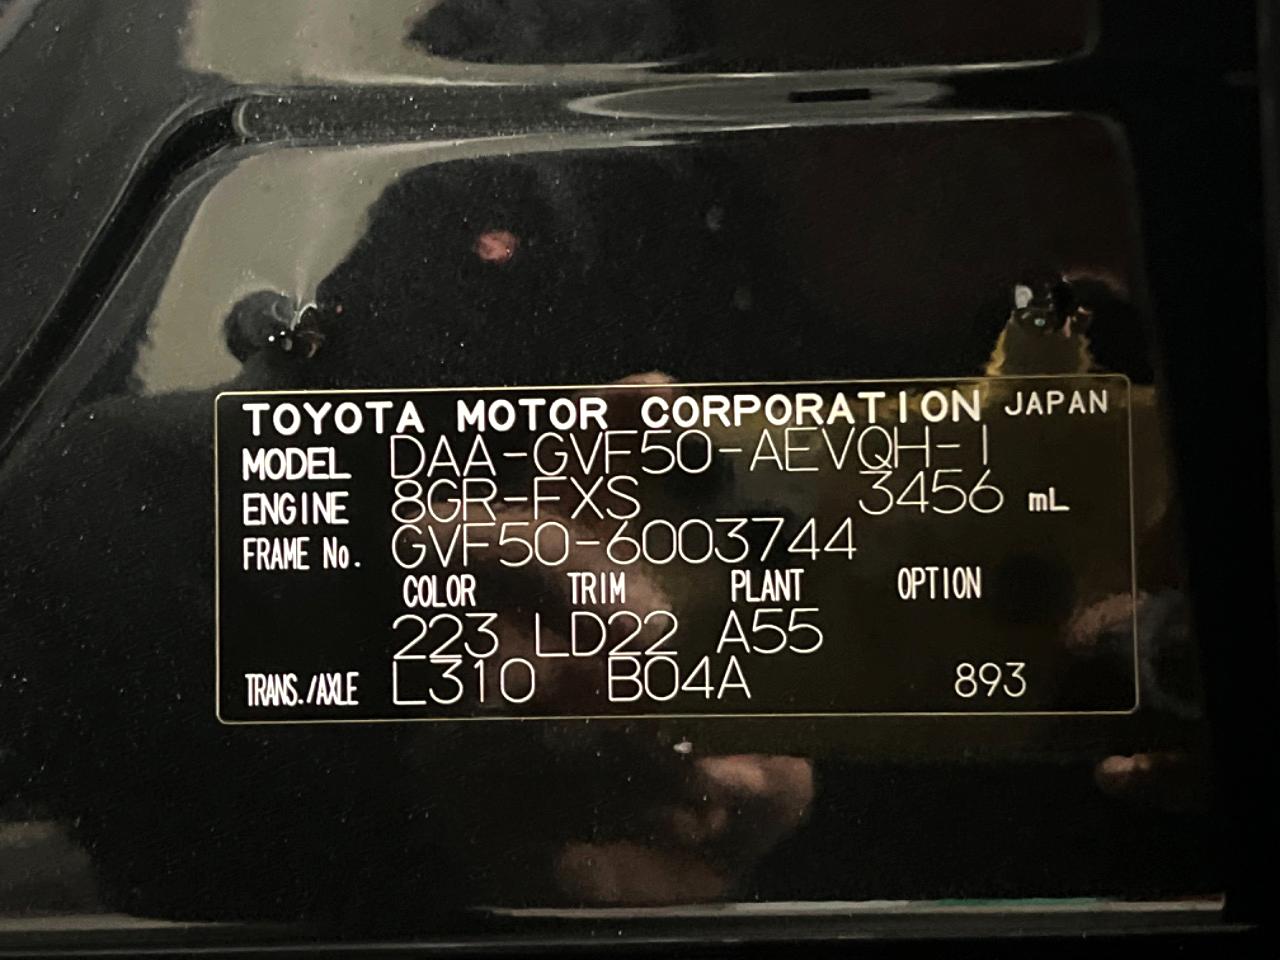 TOYOTA MOTOR CORPORATION JAPAN
MODEL DAA-GVF50-AEVQH-I
ENGINE 8GR-FXS 3456 mL
FRAME No. GVF50-6003744
COLOR TRIM PLANT OPTION
223 LD22 A55
TRANS./AXLE L310 B04A 893